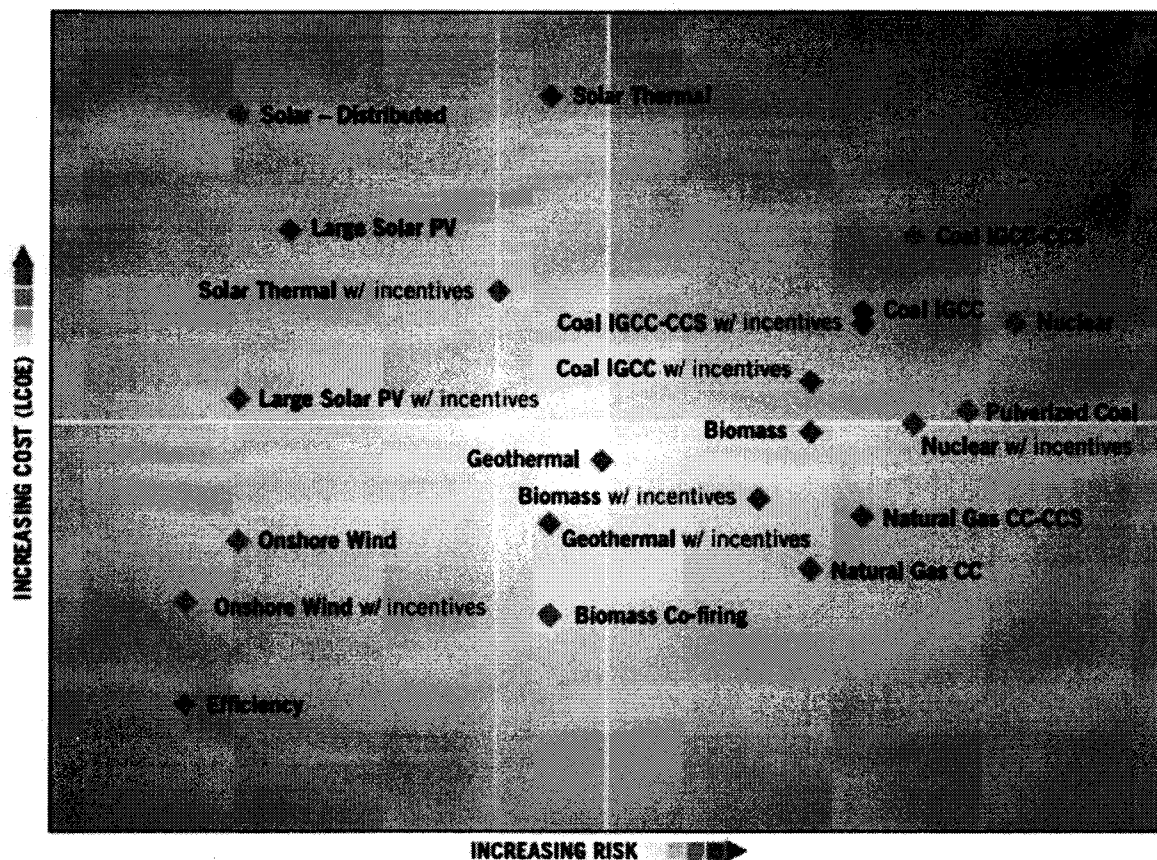 Solar Thermal
Solar – Distributed
Large Solar PV
Coal IGCC-CCS
Solar Thermal w/ incentives
Coal IGCC
Coal IGCC-CCS w/ incentives
Nuclear
Coal IGCC w/ incentives
Large Solar PV w/ incentives
Pulverized Coal
Biomass
Nuclear w/ incentives
Geothermal
Biomass w/ incentives
Natural Gas CC-CCS
Onshore Wind
Geothermal w/ incentives
Natural Gas CC
Onshore Wind w/ incentives
Biomass Co-firing
Efficiency
INCREASING COST (LCOE)
INCREASING RISK